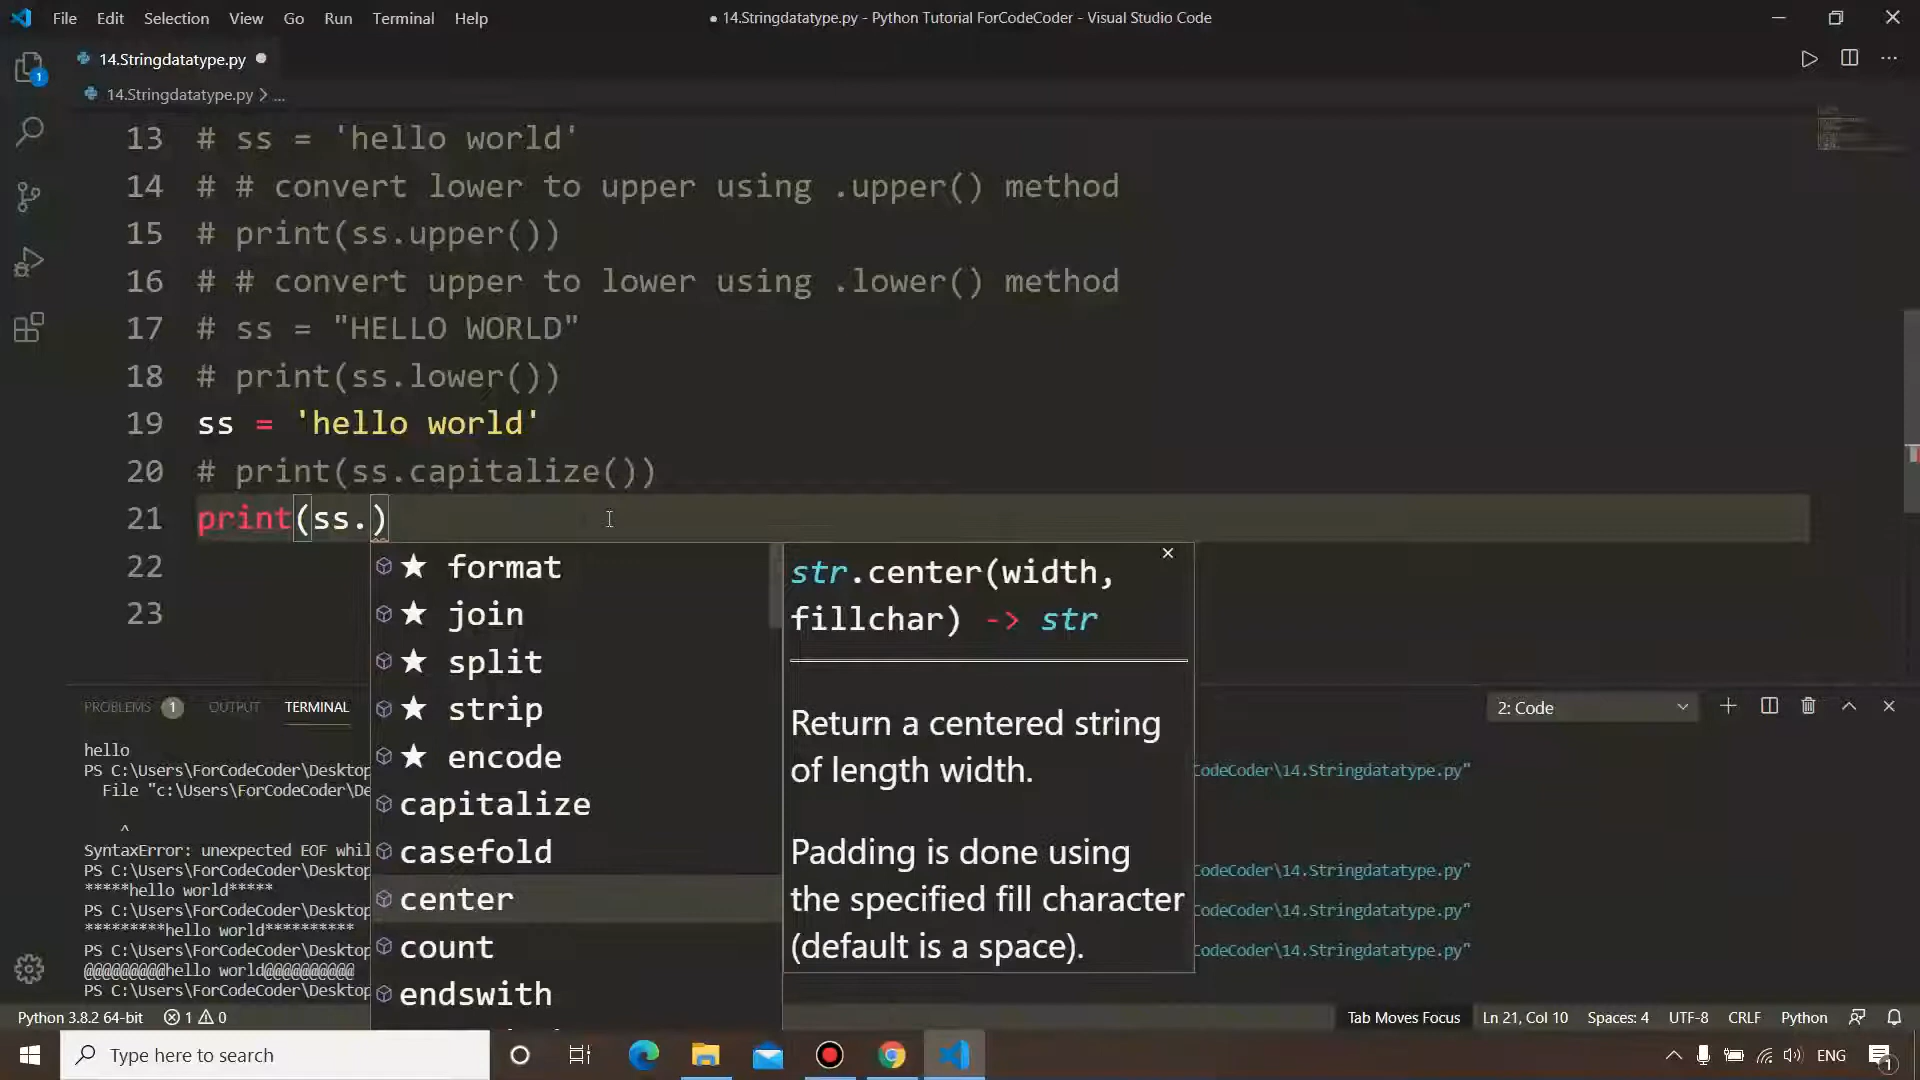 File Edit Selection View Go Run Terminal Help
● 14.Stringdatatype.py - Python Tutorial ForCodeCoder - Visual Studio Code
14.Stringdatatype.py
14.Stringdatatype.py > ...
13 # ss = 'hello world'
14 # # convert lower to upper using .upper() method
15 # print(ss.upper())
16 # # convert upper to lower using .lower() method
17 # ss = "HELLO WORLD"
18 # print(ss.lower())
19 ss = 'hello world'
20 # print(ss.capitalize())
21 print(ss.)
22
23
★ format
★ join
★ split
★ strip
★ encode
capitalize
casefold
center
count
endswith
str.center(width,
fillchar) -> str
Return a centered string
of length width.
Padding is done using
the specified fill character
(default is a space).
PROBLEMS 1 OUTPUT TERMINAL
2: Code
hello
PS C:\Users\ForCodeCoder\Desktop CodeCoder\14.Stringdatatype.py"
File "c:\Users\ForCodeCoder\De
^
SyntaxError: unexpected EOF whil
PS C:\Users\ForCodeCoder\Desktop CodeCoder\14.Stringdatatype.py"
*****hello world*****
PS C:\Users\ForCodeCoder\Desktop CodeCoder\14.Stringdatatype.py"
*********hello world**********
PS C:\Users\ForCodeCoder\Desktop CodeCoder\14.Stringdatatype.py"
@@@@@@@@@hello world@@@@@@@@@@
PS C:\Users\ForCodeCoder\Desktop
Python 3.8.2 64-bit 1 0
Tab Moves Focus Ln 21, Col 10 Spaces: 4 UTF-8 CRLF Python
Type here to search
ENG
1